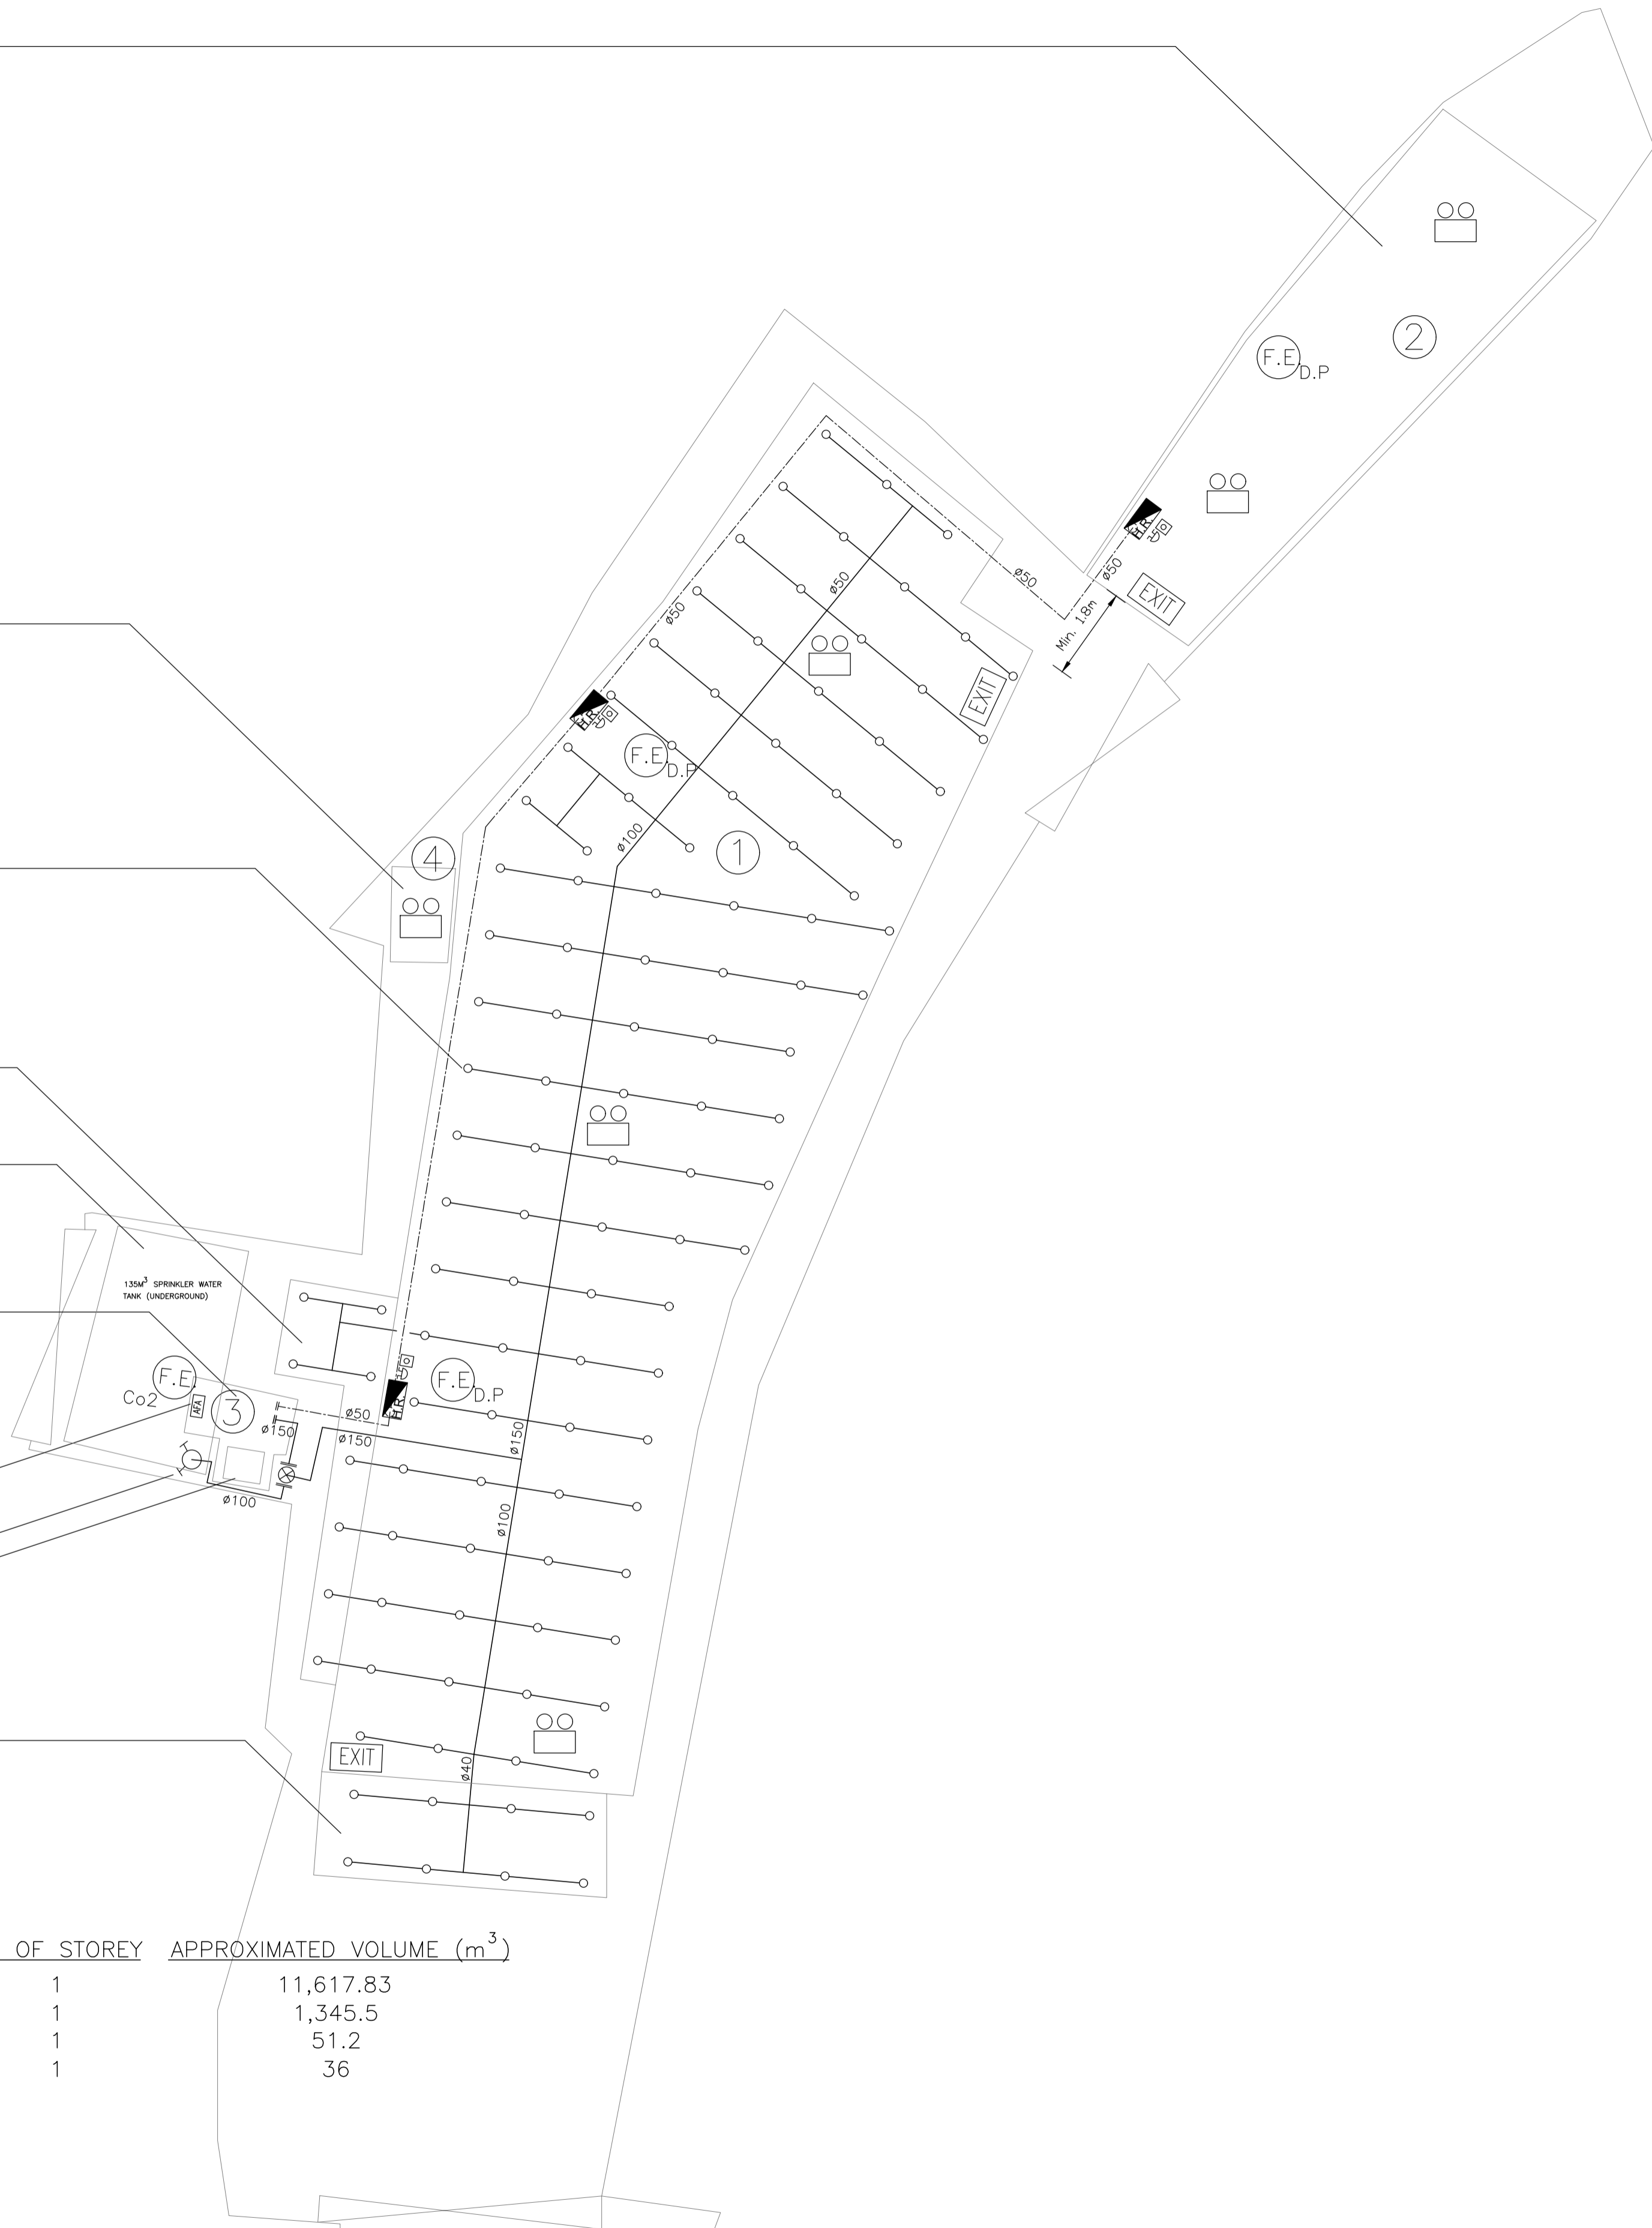 2
F.E.
D.P
H.R.
ø50
EXIT
ø50
Min. 1.8m
ø50
ø50
H.R.
EXIT
F.E.
D.P
ø100
1
4
135M³ SPRINKLER WATER
TANK (UNDERGROUND)
F.E.
Co2
AFA
3
ø50
ø150
ø150
H.R.
F.E.
D.P
ø150
ø100
ø100
EXIT
ø40
OF STOREY APPROXIMATED VOLUME (m³)
1 11,617.83
1 1,345.5
1 51.2
1 36